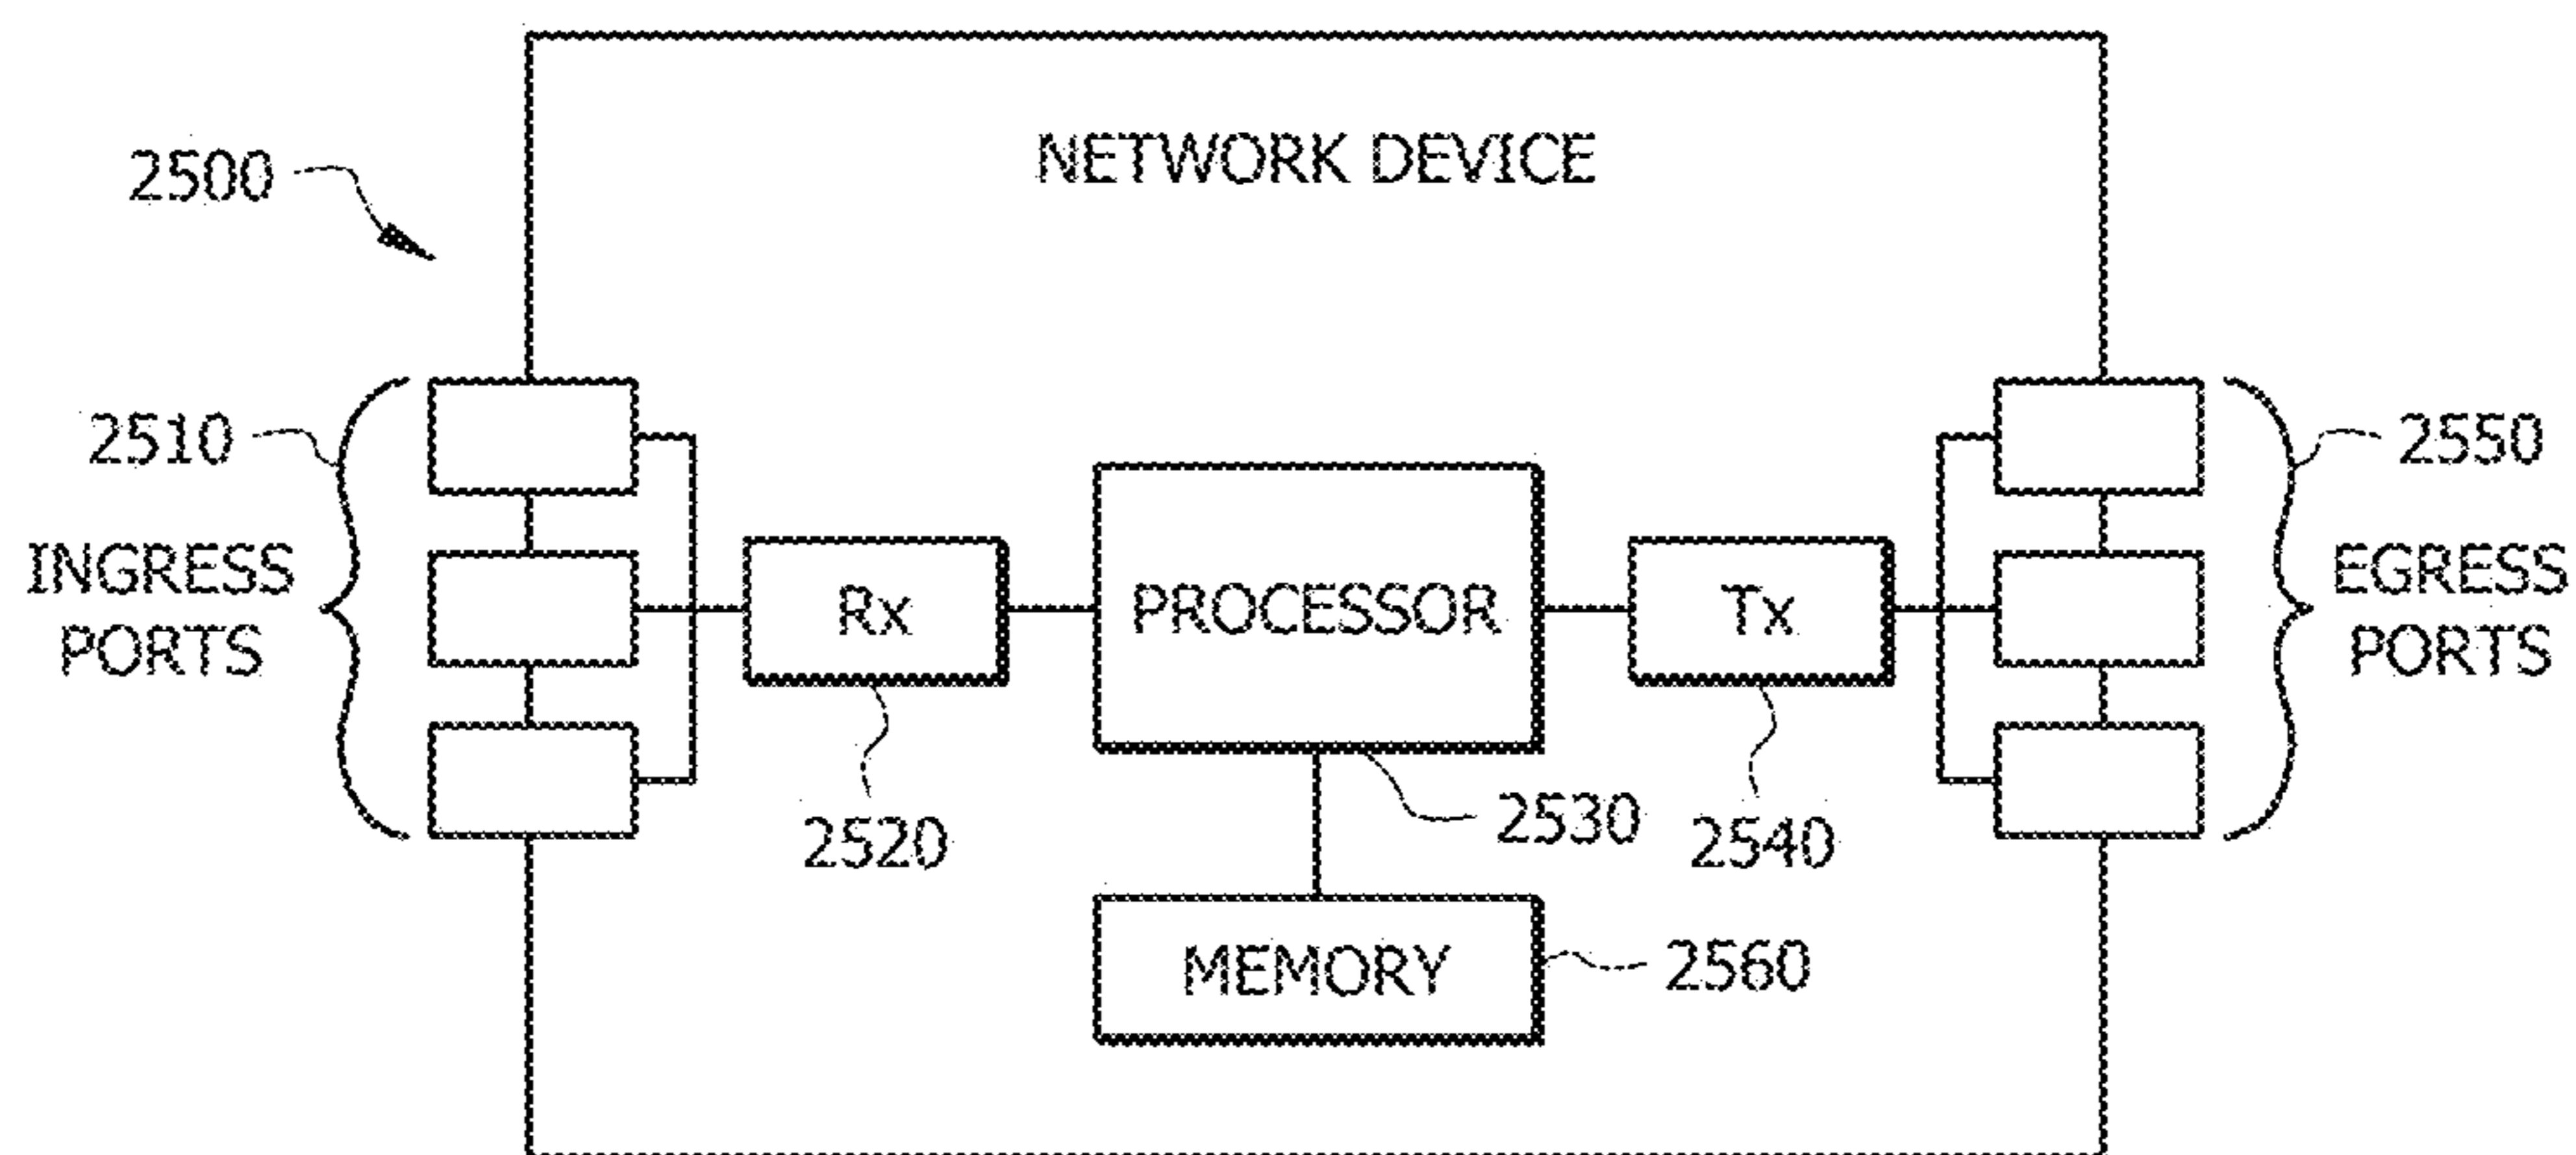 NETWORK DEVICE
2500
2510
INGRESS
PORTS
Rx
2520
PROCESSOR
2530
Tx
2540
2550
EGRESS
PORTS
MEMORY
2560